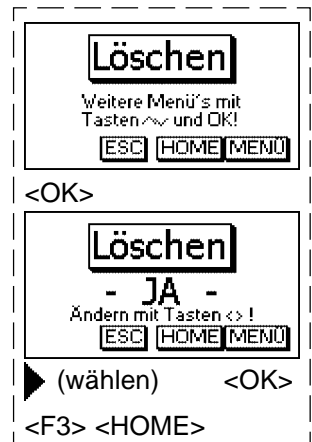 Löschen
Weitere Menü´s mit
Tasten ︿﹀ und OK!
ESC HOME MENÜ
<OK>
Löschen
- JA -
Ändern mit Tasten <> !
ESC HOME MENÜ
(wählen) <OK>
<F3> <HOME>